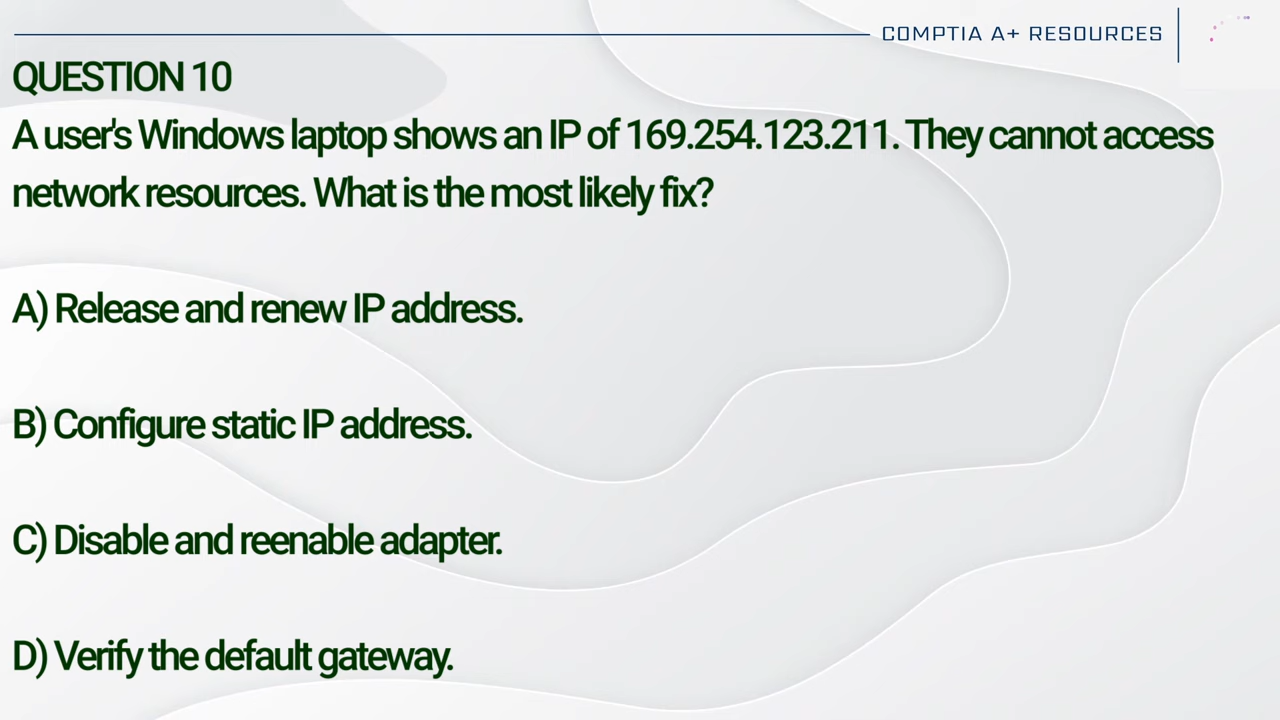 COMPTIA A+ RESOURCES
QUESTION 10
A user's Windows laptop shows an IP of 169.254.123.211. They cannot access
network resources. What is the most likely fix?
A) Release and renew IP address.
B) Configure static IP address.
C) Disable and reenable adapter.
D) Verify the default gateway.